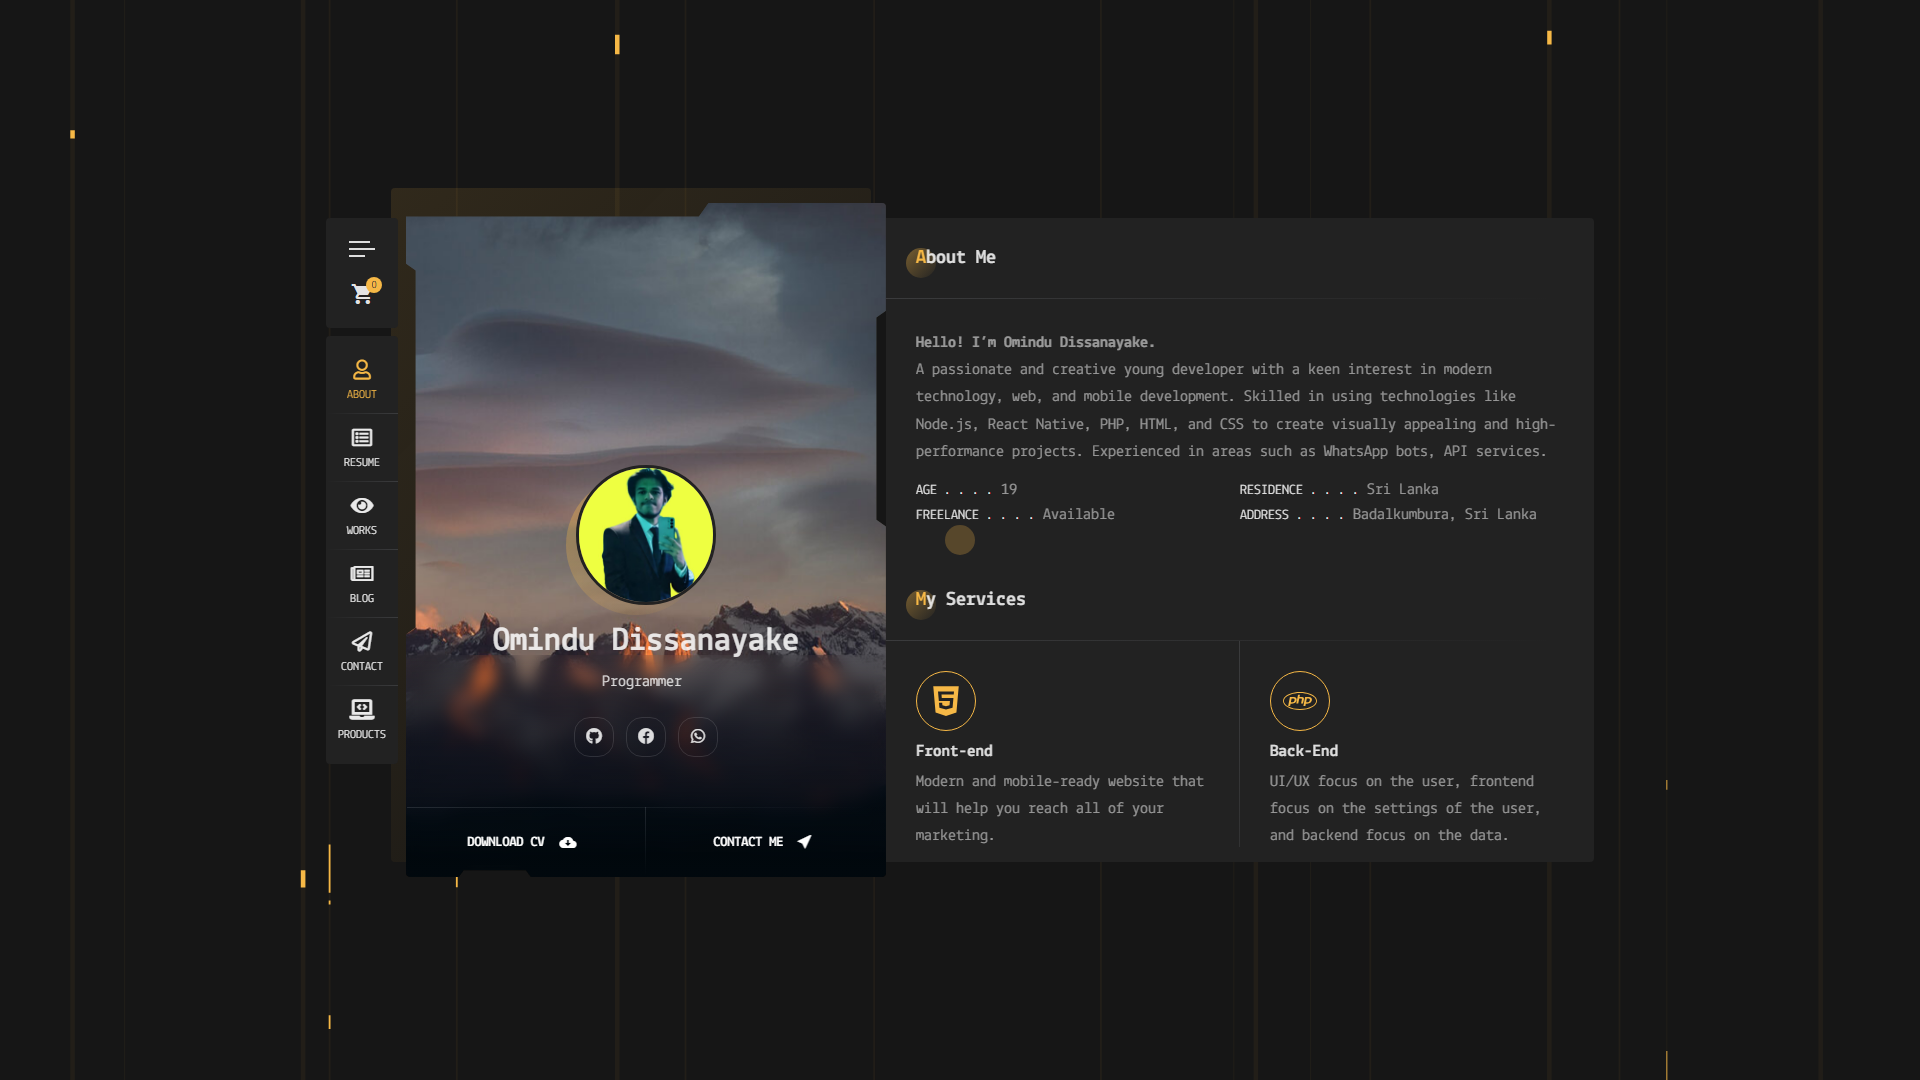 0
ABOUT
RESUME
WORKS
BLOG
CONTACT
PRODUCTS
Omindu Dissanayake
Programmer
DOWNLOAD CV
CONTACT ME
About Me
Hello! I’m Omindu Dissanayake.
A passionate and creative young developer with a keen interest in modern
technology, web, and mobile development. Skilled in using technologies like
Node.js, React Native, PHP, HTML, and CSS to create visually appealing and high-
performance projects. Experienced in areas such as WhatsApp bots, API services.
AGE . . . . 19
RESIDENCE . . . . Sri Lanka
FREELANCE . . . . Available
ADDRESS . . . . Badalkumbura, Sri Lanka
My Services
5
php
Front-end
Modern and mobile-ready website that
will help you reach all of your
marketing.
Back-End
UI/UX focus on the user, frontend
focus on the settings of the user,
and backend focus on the data.